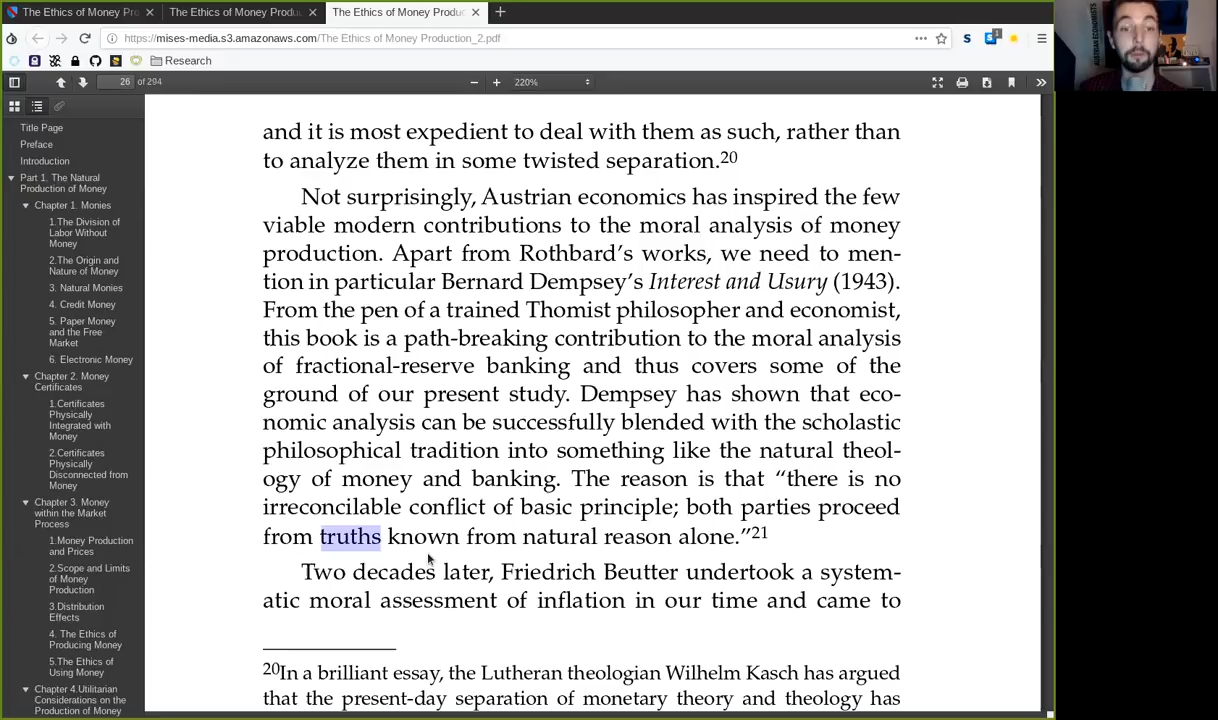 The Ethics of Money Pro
The Ethics of Money Produ
The Ethics of Money Produc
https://mises-media.s3.amazonaws.com/The Ethics of Money Production_2.pdf
Research
26 of 294
220%
Title Page
Preface
Introduction
Part 1. The Natural
Production of Money
Chapter 1. Monies
1.The Division of
Labor Without
Money
2.The Origin and
Nature of Money
3. Natural Monies
4. Credit Money
5. Paper Money
and the Free
Market
6. Electronic Money
Chapter 2. Money
Certificates
1.Certificates
Physically
Integrated with
Money
2.Certificates
Physically
Disconnected from
Money
Chapter 3. Money
within the Market
Process
1.Money Production
and Prices
2.Scope and Limits
of Money
Production
3.Distribution
Effects
4. The Ethics of
Producing Money
5.The Ethics of
Using Money
Chapter 4.Utilitarian
Considerations on the
Production of Money
and it is most expedient to deal with them as such, rather than
to analyze them in some twisted separation.20
Not surprisingly, Austrian economics has inspired the few
viable modern contributions to the moral analysis of money
production. Apart from Rothbard’s works, we need to men-
tion in particular Bernard Dempsey’s Interest and Usury (1943).
From the pen of a trained Thomist philosopher and economist,
this book is a path-breaking contribution to the moral analysis
of fractional-reserve banking and thus covers some of the
ground of our present study. Dempsey has shown that eco-
nomic analysis can be successfully blended with the scholastic
philosophical tradition into something like the natural theol-
ogy of money and banking. The reason is that “there is no
irreconcilable conflict of basic principle; both parties proceed
from truths known from natural reason alone.”21
Two decades later, Friedrich Beutter undertook a system-
atic moral assessment of inflation in our time and came to
20In a brilliant essay, the Lutheran theologian Wilhelm Kasch has argued
that the present-day separation of monetary theory and theology has
AUSTRIAN ECONOMISTS